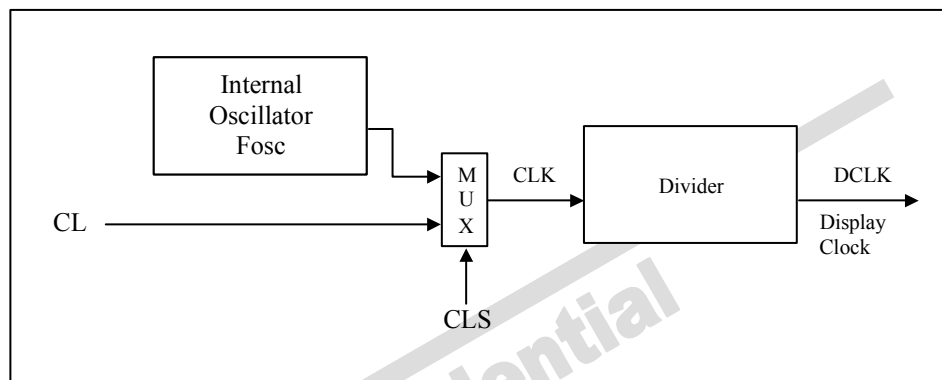 Internal
Oscillator
Fosc
M
U
X
CLK
Divider
DCLK
CL
Display
Clock
CLS